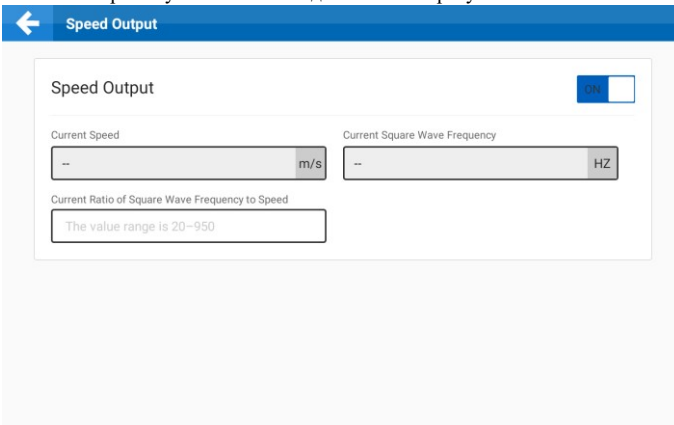 Speed Output
Speed Output
ON
Current Speed
Current Square Wave Frequency
-- m/s
-- HZ
Current Ratio of Square Wave Frequency to Speed
The value range is 20-950